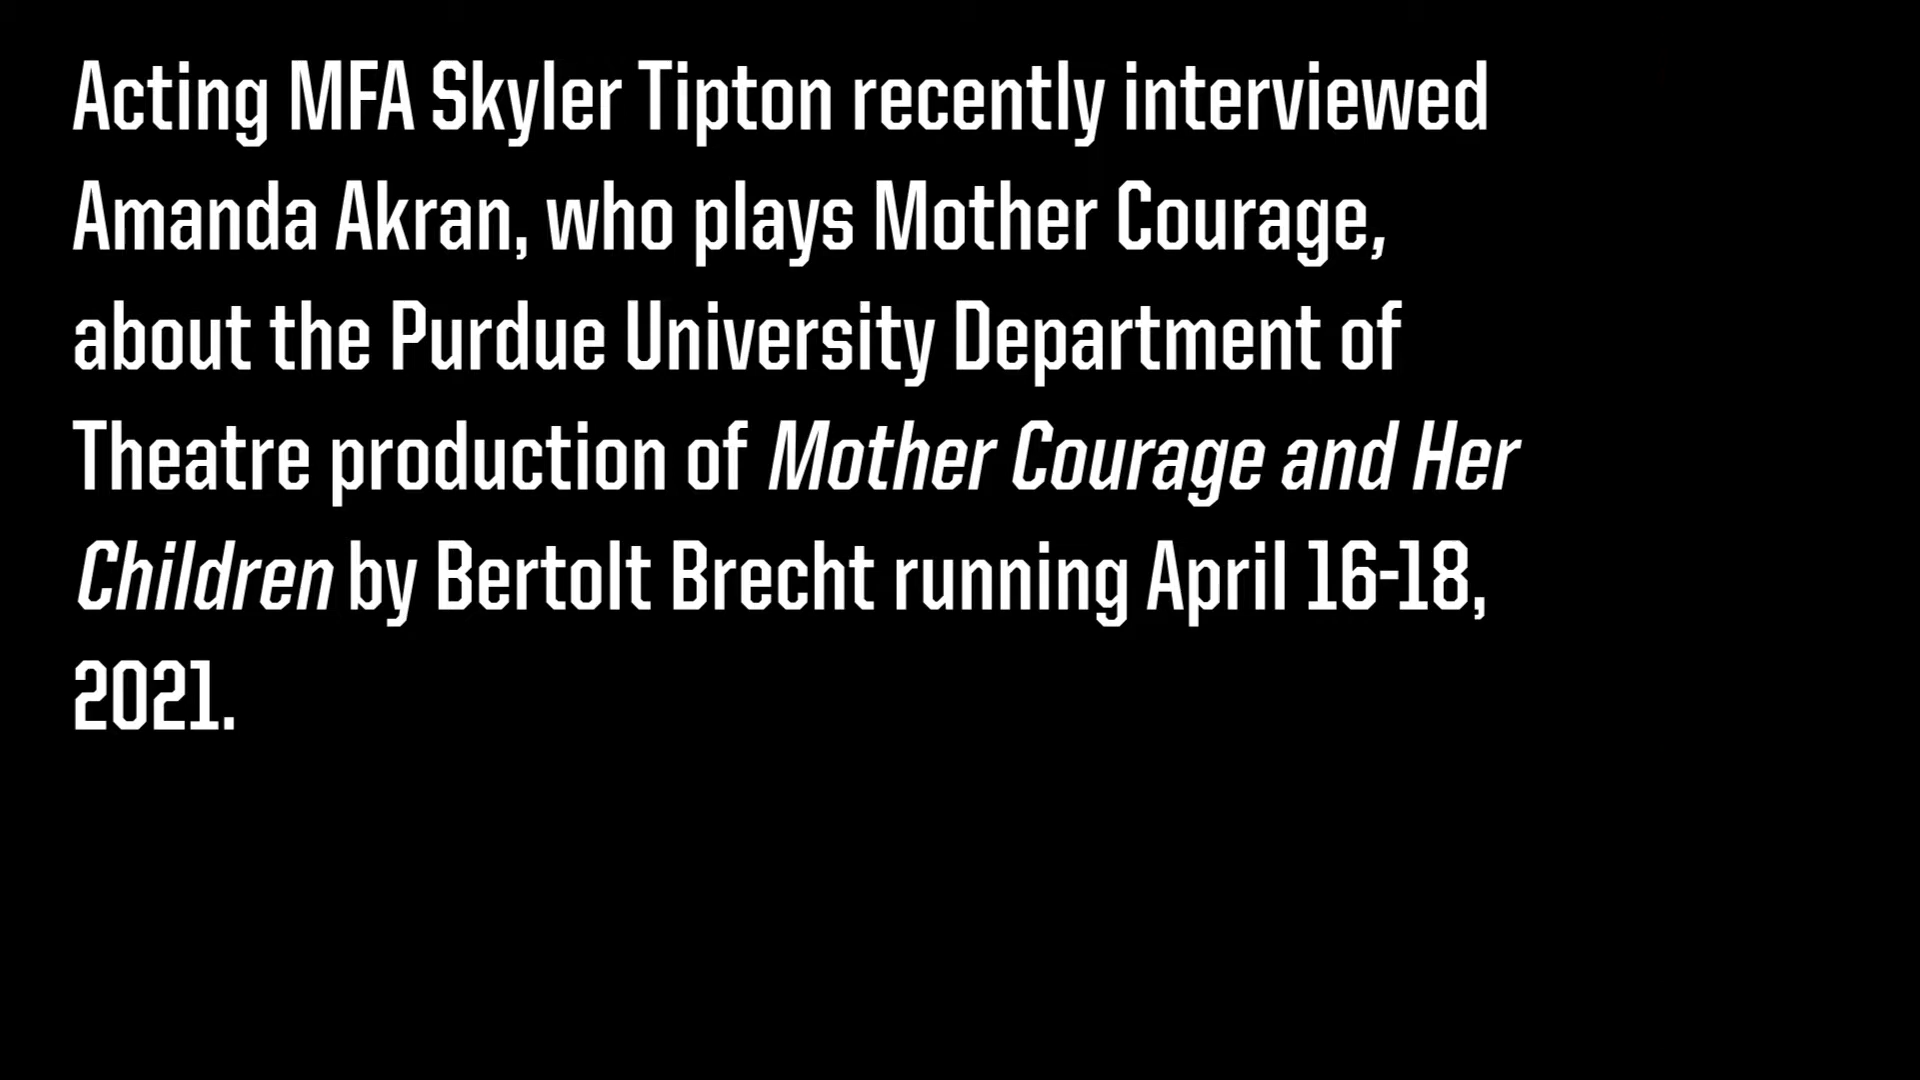 Acting MFA Skyler Tipton recently interviewed
Amanda Akran, who plays Mother Courage,
about the Purdue University Department of
Theatre production of Mother Courage and Her
Children by Bertolt Brecht running April 16-18,
2021.